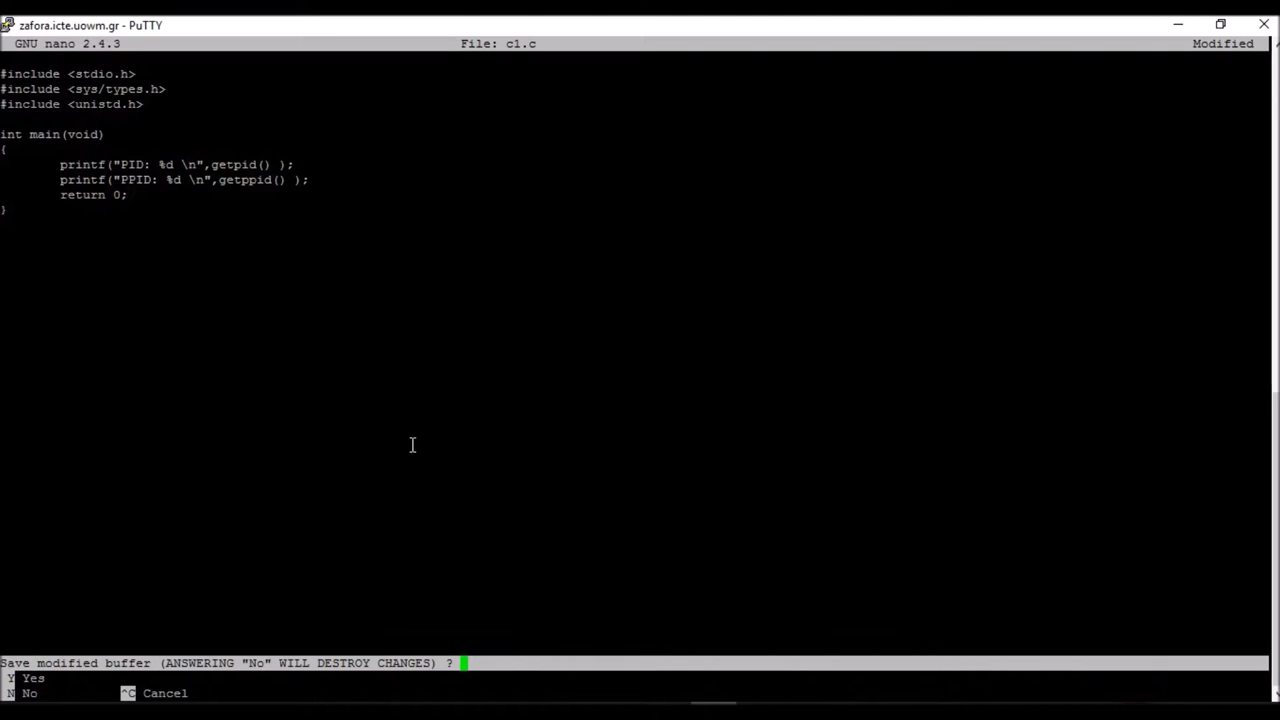 zafora.icte.uowm.gr - PuTTY
GNU nano 2.4.3 File: c1.c Modified
#include <stdio.h>
#include <sys/types.h>
#include <unistd.h>
int main(void)
{
printf("PID: %d \n",getpid() );
printf("PPID: %d \n",getppid() );
return 0;
}
Save modified buffer (ANSWERING "No" WILL DESTROY CHANGES) ?
Y Yes
N No ^C Cancel